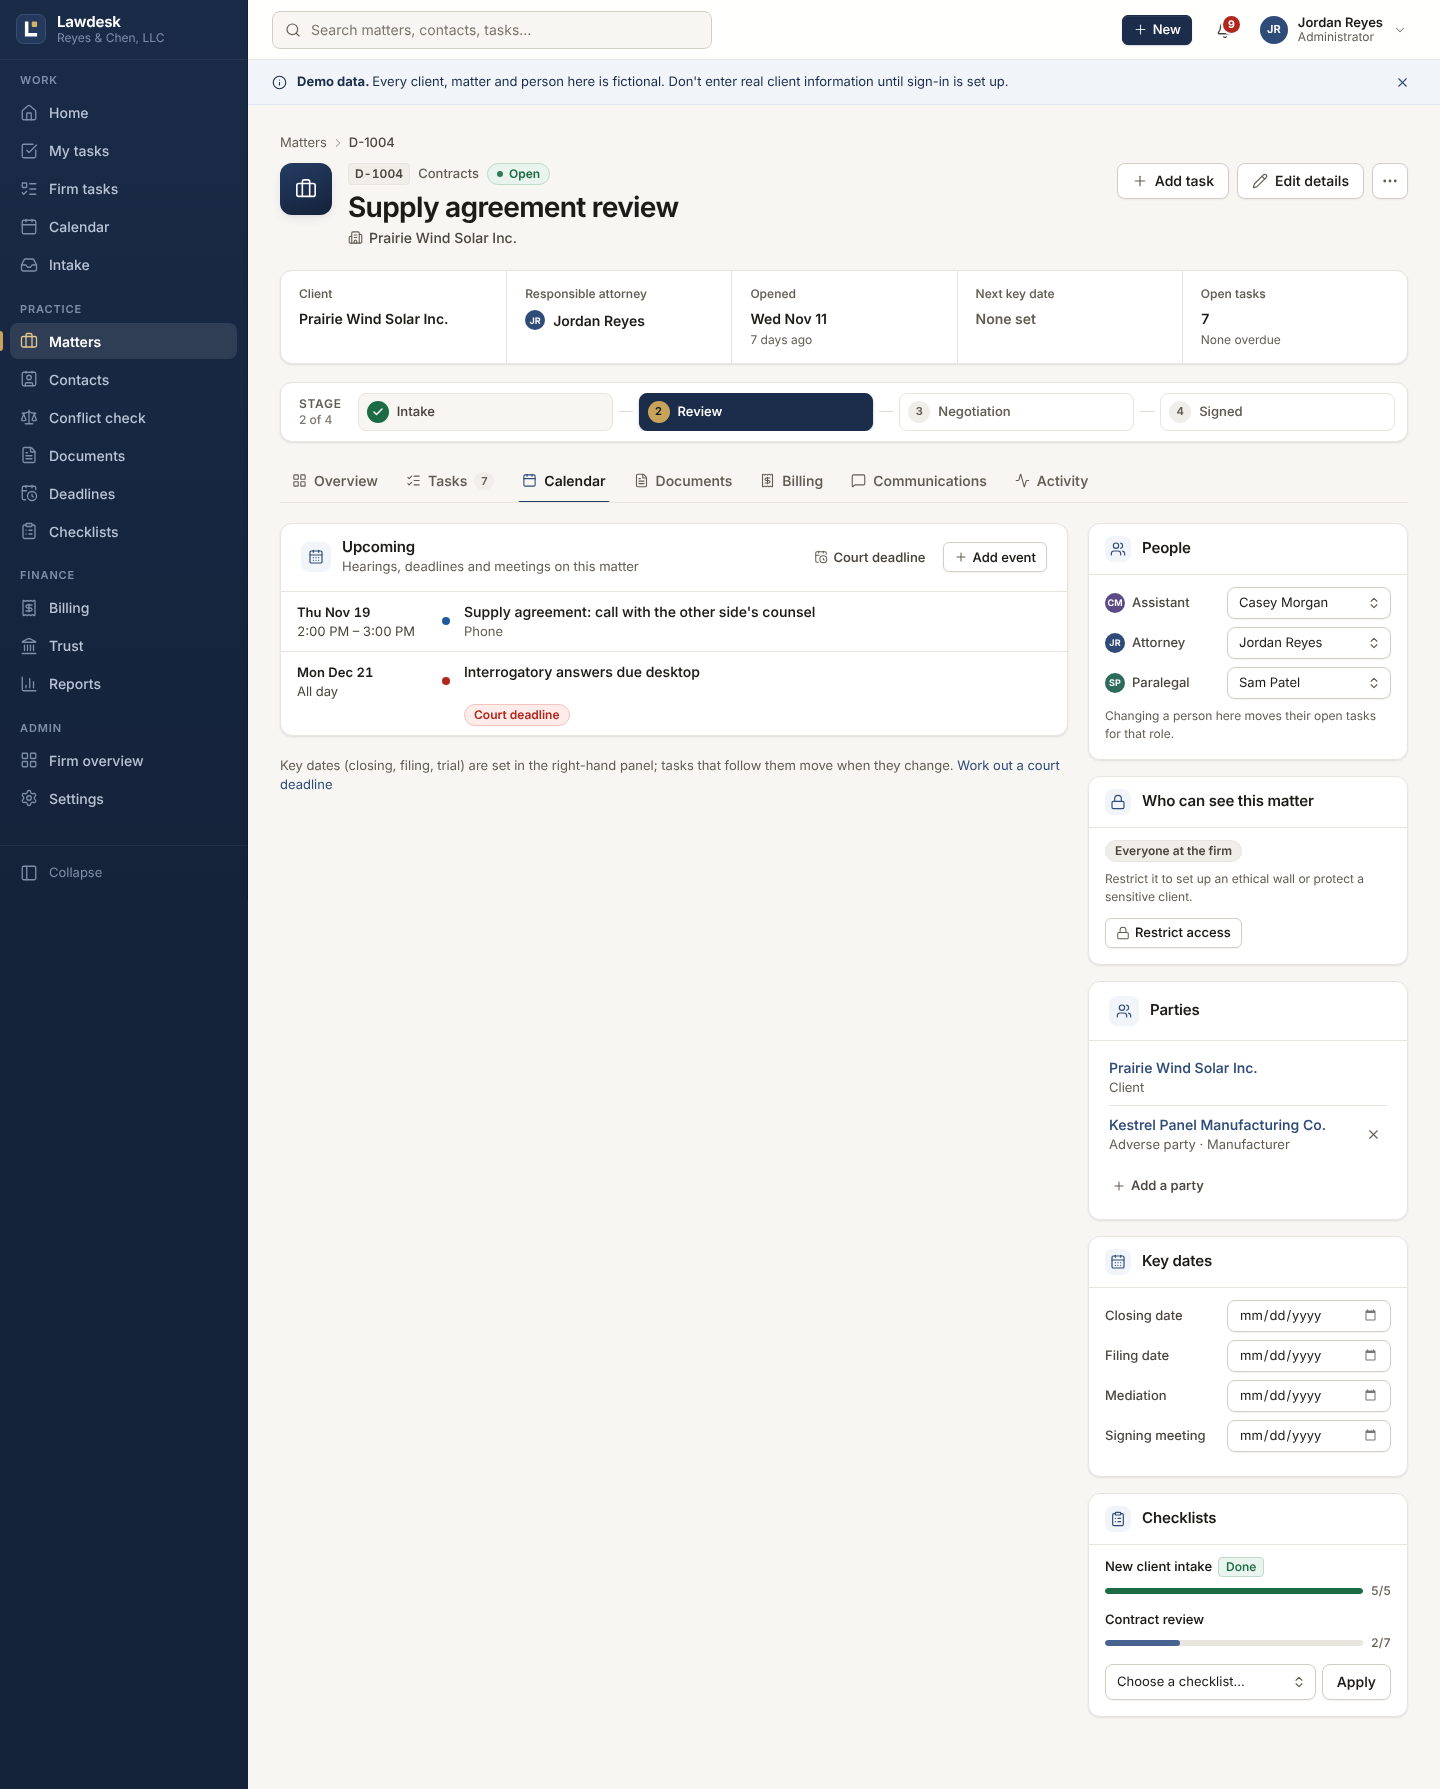 Lawdesk
Reyes & Chen, LLC
WORK
Home
My tasks
Firm tasks
Calendar
Intake
PRACTICE
Matters
Contacts
Conflict check
Documents
Deadlines
Checklists
FINANCE
Billing
Trust
Reports
ADMIN
Firm overview
Settings
Collapse
Search matters, contacts, tasks...
New
9
JR
Jordan Reyes
Administrator
Demo data. Every client, matter and person here is fictional. Don't enter real client information until sign-in is set up.
Matters
D-1004
D-1004 Contracts Open
Supply agreement review
Prairie Wind Solar Inc.
Add task
Edit details
Client
Prairie Wind Solar Inc.
Responsible attorney
JR Jordan Reyes
Opened
Wed Nov 11
7 days ago
Next key date
None set
Open tasks
7
None overdue
STAGE
2 of 4
Intake
2 Review
3 Negotiation
4 Signed
Overview
Tasks 7
Calendar
Documents
Billing
Communications
Activity
Upcoming
Hearings, deadlines and meetings on this matter
Court deadline
Add event
Thu Nov 19
2:00 PM – 3:00 PM
Supply agreement: call with the other side's counsel
Phone
Mon Dec 21
All day
Interrogatory answers due desktop
Court deadline
Key dates (closing, filing, trial) are set in the right-hand panel; tasks that follow them move when they change. Work out a court
deadline
People
CM Assistant Casey Morgan
JR Attorney Jordan Reyes
SP Paralegal Sam Patel
Changing a person here moves their open tasks
for that role.
Who can see this matter
Everyone at the firm
Restrict it to set up an ethical wall or protect a
sensitive client.
Restrict access
Parties
Prairie Wind Solar Inc.
Client
Kestrel Panel Manufacturing Co.
Adverse party · Manufacturer
Add a party
Key dates
Closing date mm/dd/yyyy
Filing date mm/dd/yyyy
Mediation mm/dd/yyyy
Signing meeting mm/dd/yyyy
Checklists
New client intake Done
5/5
Contract review
2/7
Choose a checklist...
Apply